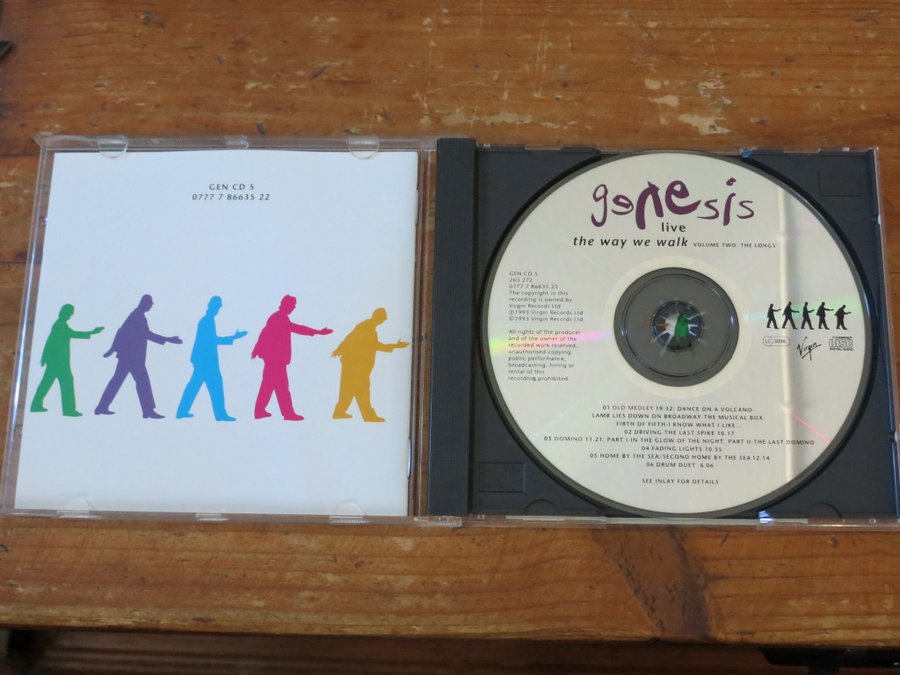 GEN CD 5
0777 7 86635 22
genesis
live
the way we walk VOLUME TWO: THE LONGS
GEN CD 5
263 272.
0777 7 86635 22
The copyright in this
recording is owned by
Virgin Records Ltd
℗1993 Virgin Records Ltd
©1993 Virgin Records Ltd
All rights of the producer
and of the owner of the
recorded work reserved,
unauthorised copying,
public performance,
broadcasting, hiring or
rental of this
recording prohibited.
LC 3098
Virgin
COMPACT disc
DIGITAL AUDIO
01 OLD MEDLEY 19.32: DANCE ON A VOLCANO-
LAMB LIES DOWN ON BROADWAY-THE MUSICAL BOX-
FIRTH OF FIFTH-I KNOW WHAT I LIKE...
02 DRIVING THE LAST SPIKE 10.17
03 DOMINO 11.21; PART I-IN THE GLOW OF THE NIGHT, PART II-THE LAST DOMINO
04 FADING LIGHTS 10.55
05 HOME BY THE SEA/SECOND HOME BY THE SEA 12.14
06 DRUM DUET 6.06
SEE INLAY FOR DETAILS